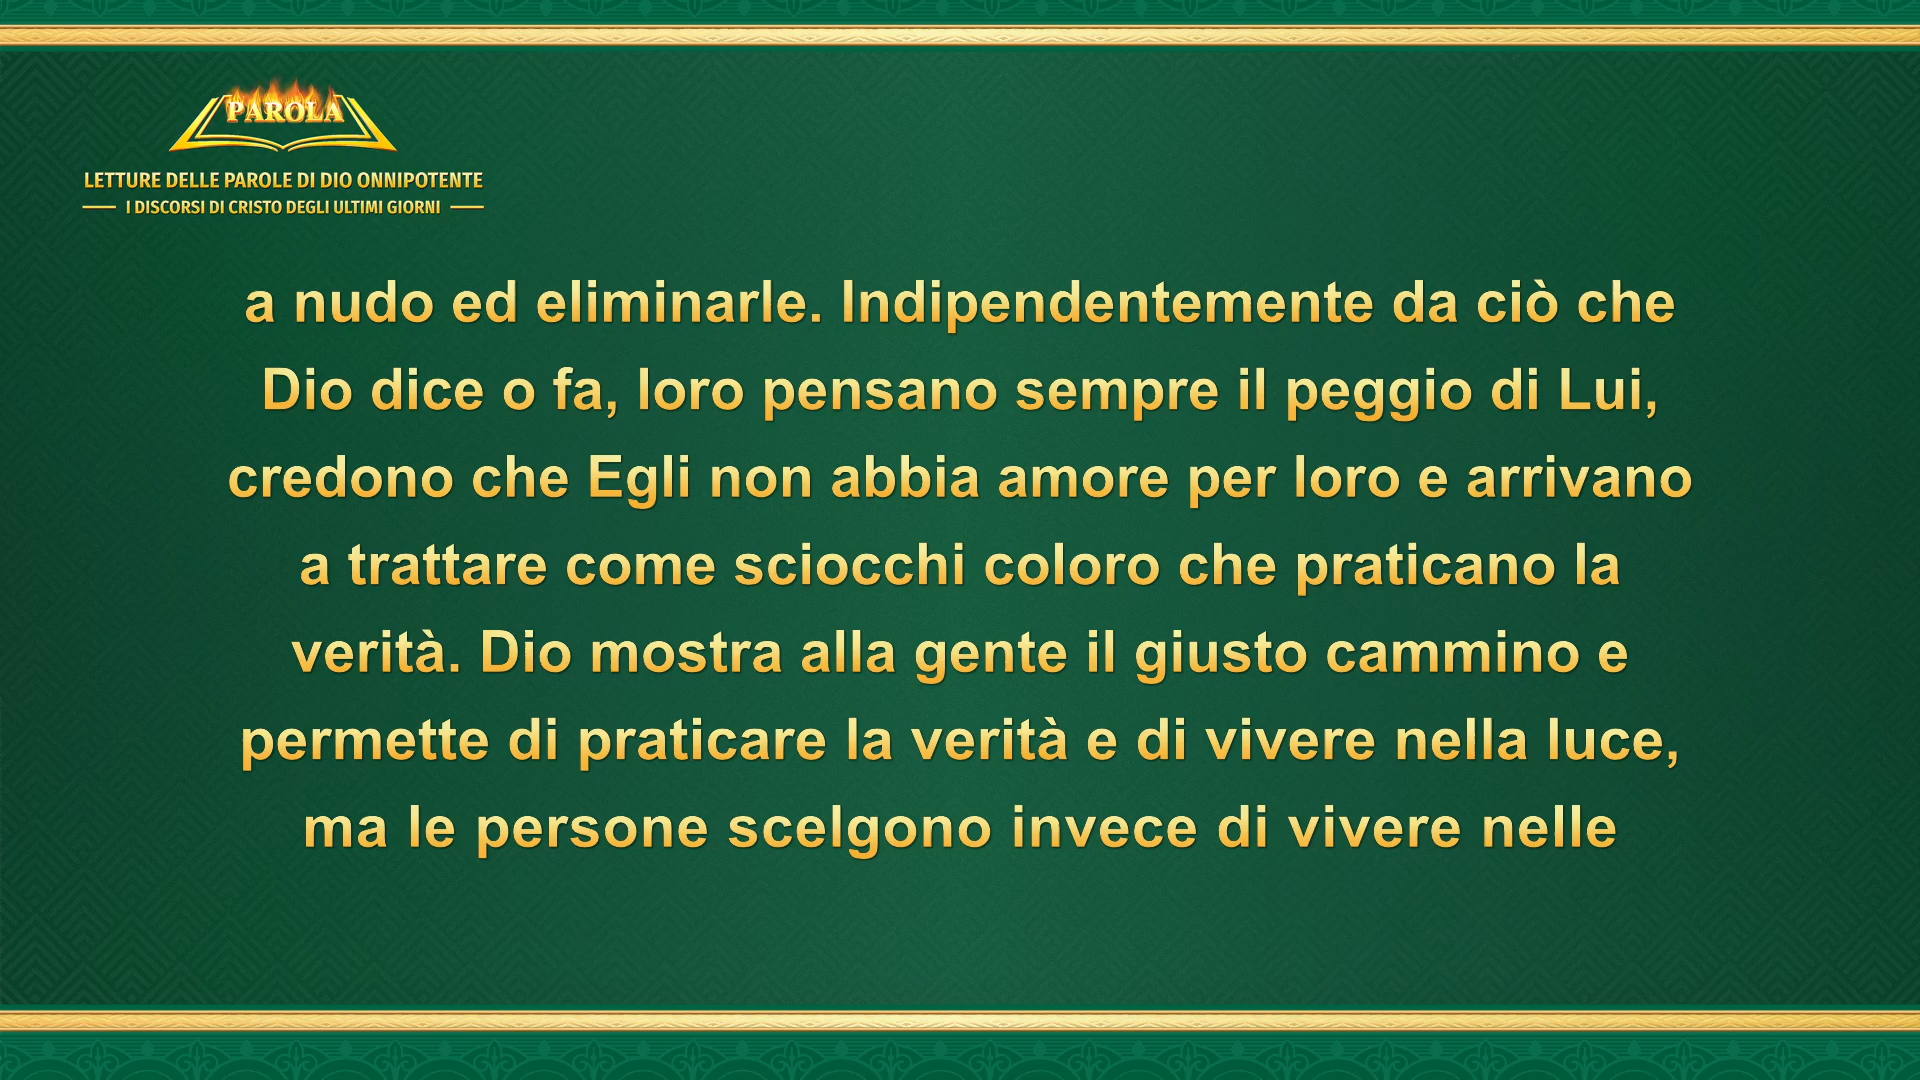 PAROLA
LETTURE DELLE PAROLE DI DIO ONNIPOTENTE
I DISCORSI DI CRISTO DEGLI ULTIMI GIORNI
a nudo ed eliminarle. Indipendentemente da ciò che
Dio dice o fa, loro pensano sempre il peggio di Lui,
credono che Egli non abbia amore per loro e arrivano
a trattare come sciocchi coloro che praticano la
verità. Dio mostra alla gente il giusto cammino e
permette di praticare la verità e di vivere nella luce,
ma le persone scelgono invece di vivere nelle